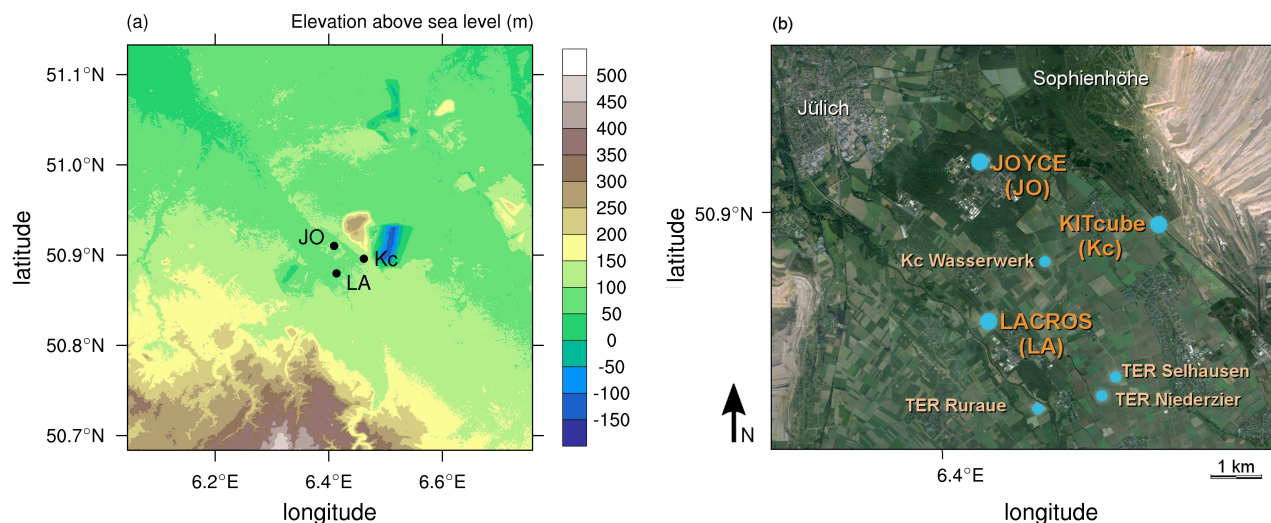 (a)
Elevation above sea level (m)
51.1°N
51.0°N
50.9°N
50.8°N
50.7°N
latitude
6.2°E
6.4°E
6.6°E
longitude
JO
Kc
LA
500
450
400
350
300
250
200
150
100
50
0
-50
-100
-150
(b)
Sophienhöhe
Jülich
JOYCE
(JO)
KITcube
(Kc)
Kc Wasserwerk
LACROS
(LA)
TER Selhausen
TER Niederzier
TER Ruraue
50.9°N
latitude
N
6.4°E
1 km
longitude